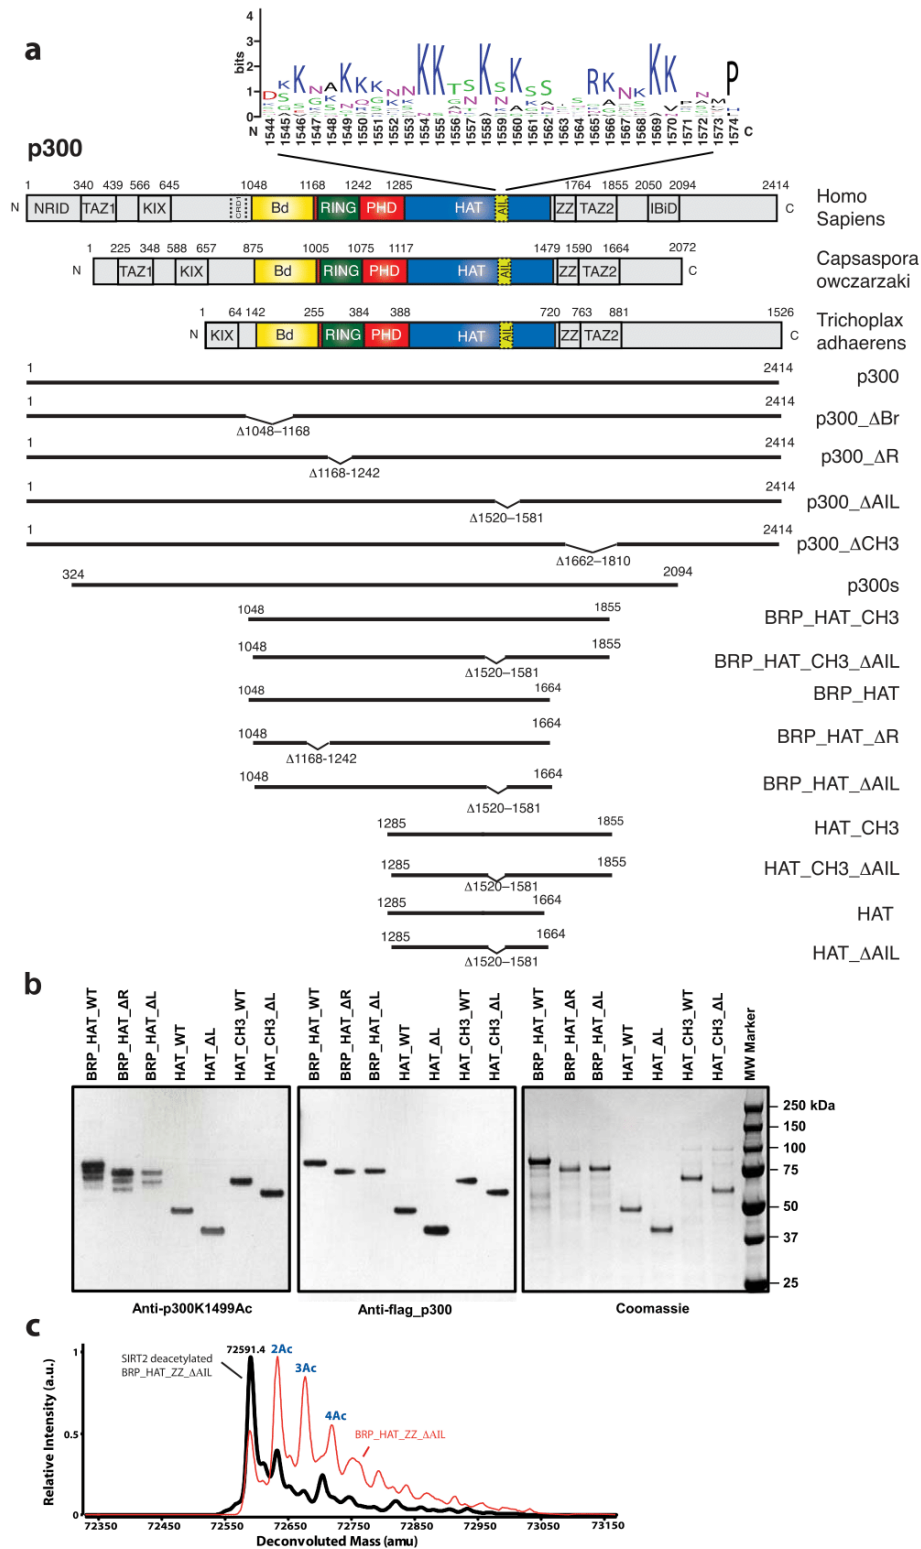 a
bits
4
3
2
1
0
N
1544 1545 1546 1547 1548 1549 1550 1551 1552 1553 1554 1555 1556 1557 1558 1559 1560 1561 1562 1563 1564 1565 1566 1567 1568 1569 1570 1571 1572 1573 1574
C
p300
1 340 439 566 645 1048 1168 1242 1285 1764 1855 2050 2094 2414
N NRID TAZ1 KIX CRD1 Bd RING PHD HAT AIL ZZ TAZ2 IBiD C
Homo
Sapiens
1 225 348 588 657 875 1005 1075 1117 1479 1590 1664 2072
N TAZ1 KIX Bd RING PHD HAT AIL ZZ TAZ2 C
Capsaspora
owczarzaki
1 64 142 255 384 388 720 763 881 1526
N KIX Bd RING PHD HAT AIL ZZ TAZ2 C
Trichoplax
adhaerens
1 2414 p300
1 2414 p300_ΔBr
Δ1048–1168
1 2414 p300_ΔR
Δ1168-1242
1 2414 p300_ΔAIL
Δ1520–1581
1 2414 p300_ΔCH3
Δ1662–1810
324 2094 p300s
1048 1855 BRP_HAT_CH3
1048 1855 BRP_HAT_CH3_ΔAIL
Δ1520–1581
1048 1664 BRP_HAT
1048 1664 BRP_HAT_ΔR
Δ1168-1242
1048 1664 BRP_HAT_ΔAIL
Δ1520–1581
1285 1855 HAT_CH3
1285 1855 HAT_CH3_ΔAIL
Δ1520–1581
1285 1664 HAT
1285 1664 HAT_ΔAIL
Δ1520–1581
b
BRP_HAT_WT BRP_HAT_ΔR BRP_HAT_ΔL HAT_WT HAT_ΔL HAT_CH3_WT HAT_CH3_ΔL
BRP_HAT_WT BRP_HAT_ΔR BRP_HAT_ΔL HAT_WT HAT_ΔL HAT_CH3_WT HAT_CH3_ΔL
BRP_HAT_WT BRP_HAT_ΔR BRP_HAT_ΔL HAT_WT HAT_ΔL HAT_CH3_WT HAT_CH3_ΔL MW Marker
250 kDa
150
100
75
50
37
25
Anti-p300K1499Ac Anti-flag_p300 Coomassie
c
Relative Intensity (a.u.)
1
0.5
0
SIRT2 deacetylated
BRP_HAT_ZZ_ΔAIL
72591.4
2Ac
3Ac
4Ac
BRP_HAT_ZZ_ΔAIL
72350 72450 72550 72650 72750 72850 72950 73050 73150
Deconvoluted Mass (amu)